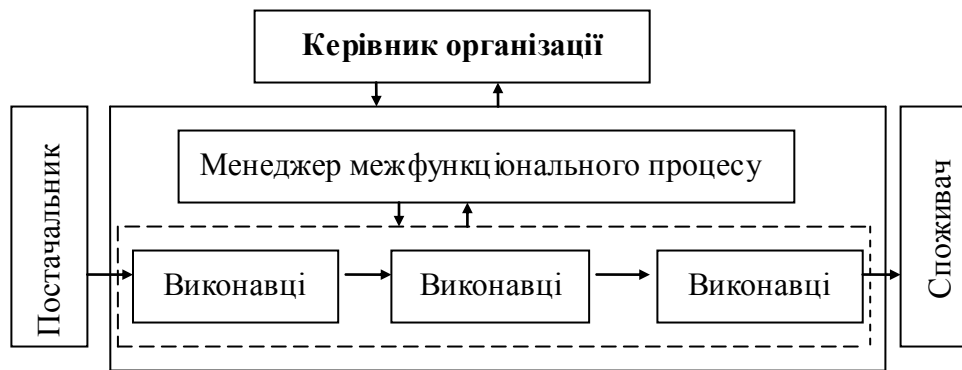 Керівник організації
Постачальник
Менеджер межфункціонального процесу
Виконавці
Виконавці
Виконавці
Споживач